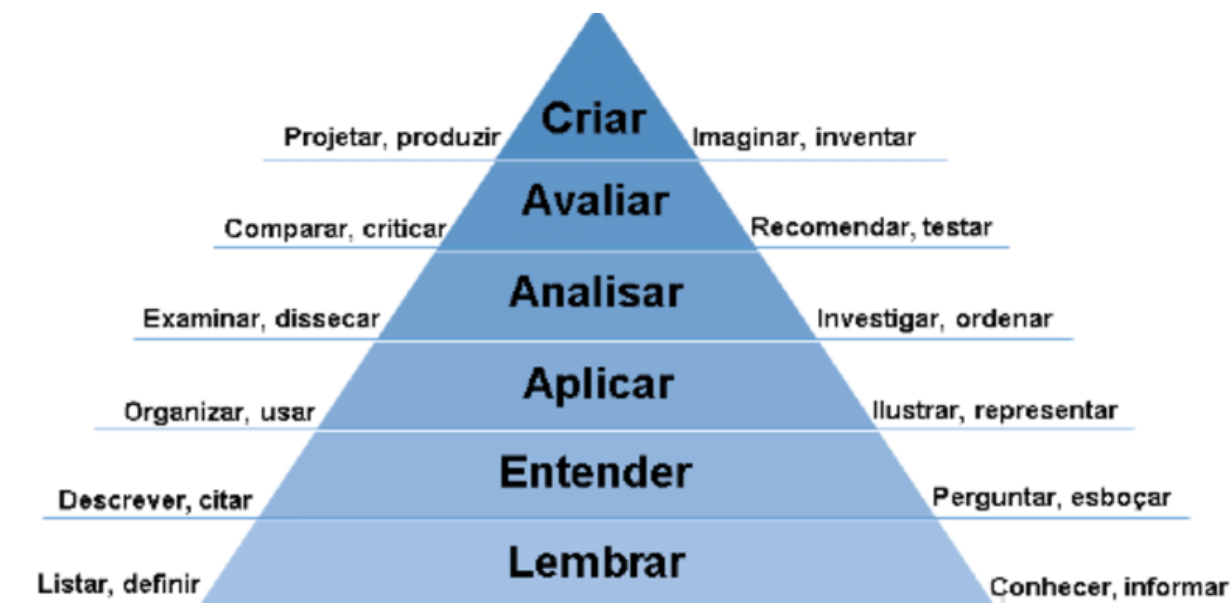 Criar
Projetar, produzir
Imaginar, inventar
Avaliar
Comparar, criticar
Recomendar, testar
Analisar
Examinar, dissecar
Investigar, ordenar
Aplicar
Organizar, usar
Ilustrar, representar
Entender
Descrever, citar
Perguntar, esboçar
Lembrar
Listar, definir
Conhecer, informar